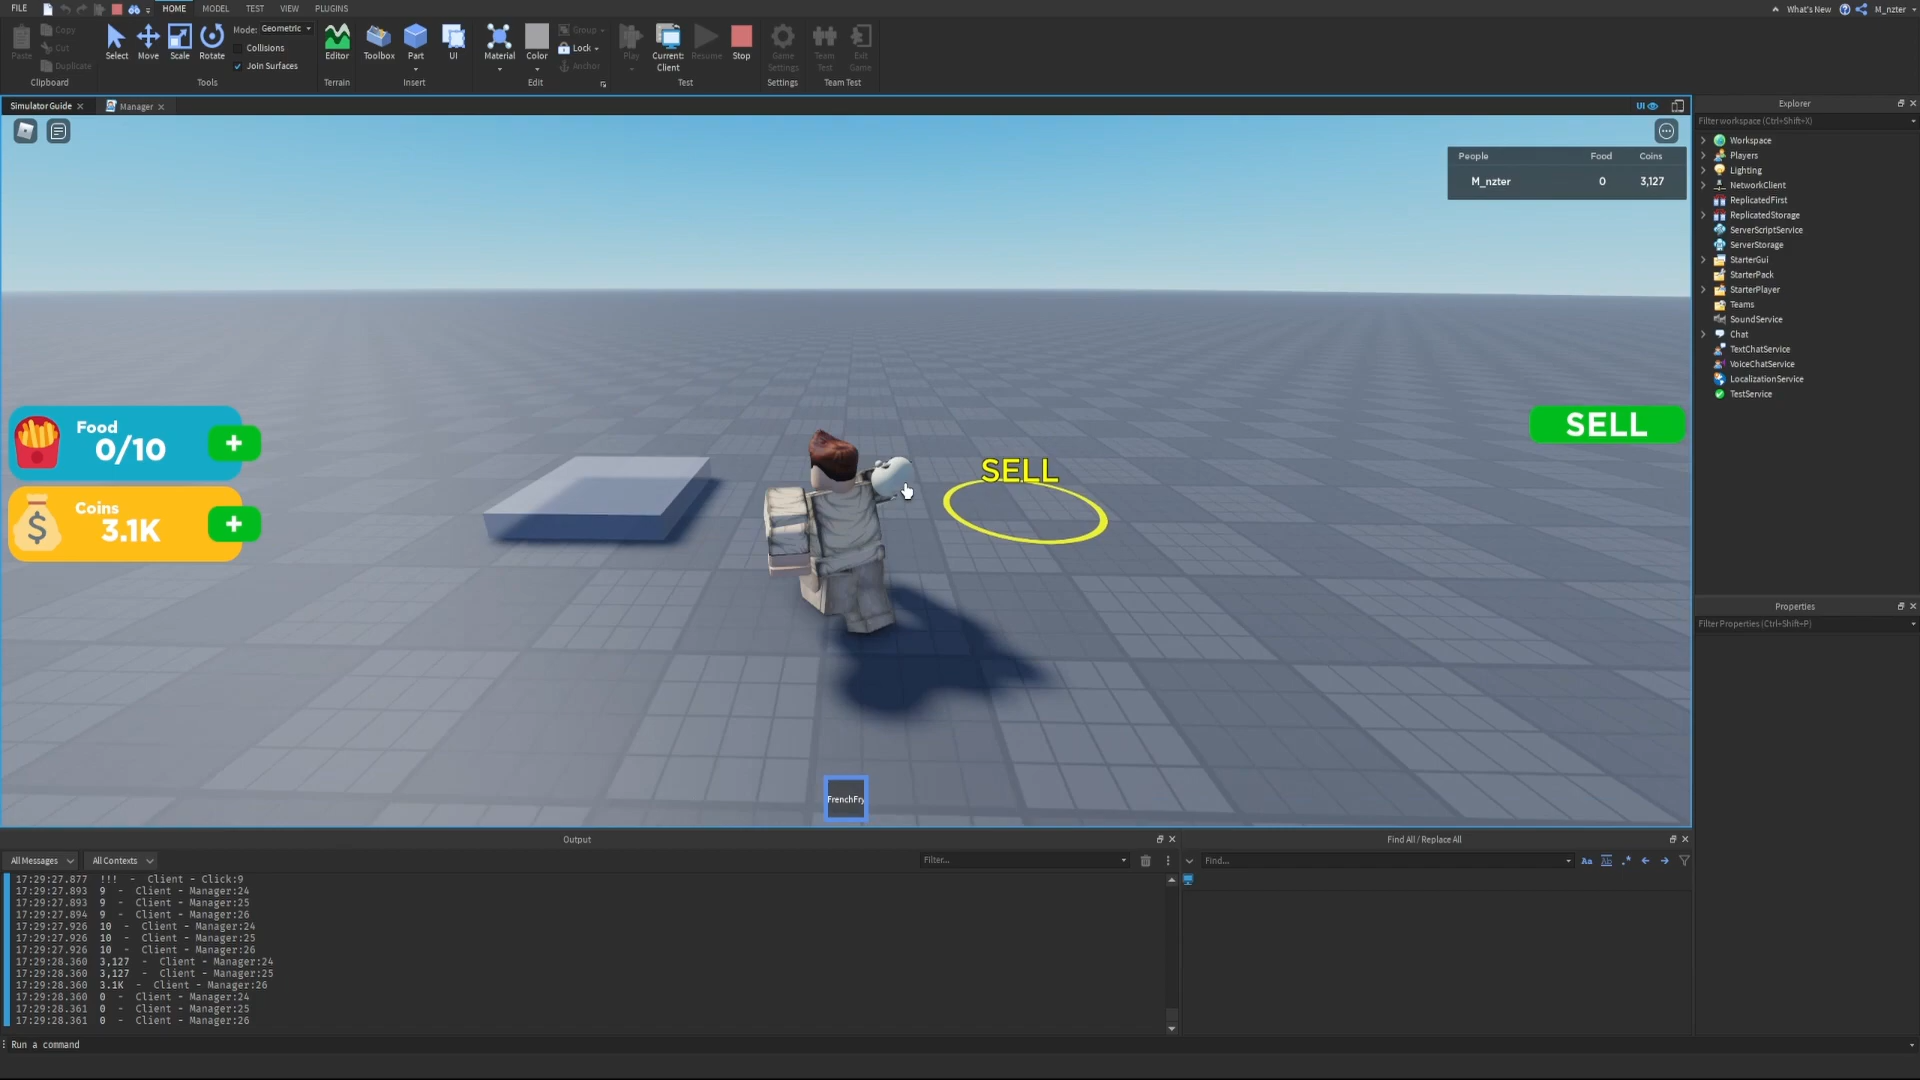 FILE HOME MODEL TEST VIEW PLUGINS
What's New M_nzter
Paste Copy Cut Duplicate
Select Move Scale Rotate
Mode: Geometric
Collisions
Join Surfaces
Editor Toolbox Part UI Material Color
Group
Lock
Anchor
Play Current: Client Resume Stop Game Settings Team Test Exit Game
Clipboard Tools Terrain Insert Edit Test Settings Team Test
Simulator Guide Manager
UI
People Food Coins
M_nzter 0 3,127
Food
0/10
+
Coins
3.1K
+
$
SELL
SELL
FrenchFry
Explorer
Filter workspace (Ctrl+Shift+X)
Workspace
Players
Lighting
NetworkClient
ReplicatedFirst
ReplicatedStorage
ServerScriptService
ServerStorage
StarterGui
StarterPack
StarterPlayer
Teams
SoundService
Chat
TextChatService
VoiceChatService
LocalizationService
TestService
Properties
Filter Properties (Ctrl+Shift+P)
Output
All Messages All Contexts Filter...
17:29:27.877 !!! - Client - Click:9
17:29:27.893 9 - Client - Manager:24
17:29:27.893 9 - Client - Manager:25
17:29:27.894 9 - Client - Manager:26
17:29:27.926 10 - Client - Manager:24
17:29:27.926 10 - Client - Manager:25
17:29:27.926 10 - Client - Manager:26
17:29:28.360 3,127 - Client - Manager:24
17:29:28.360 3,127 - Client - Manager:25
17:29:28.360 3.1K - Client - Manager:26
17:29:28.360 0 - Client - Manager:24
17:29:28.361 0 - Client - Manager:25
17:29:28.361 0 - Client - Manager:26
Find All / Replace All
Find...
Aa Ab .*
Run a command